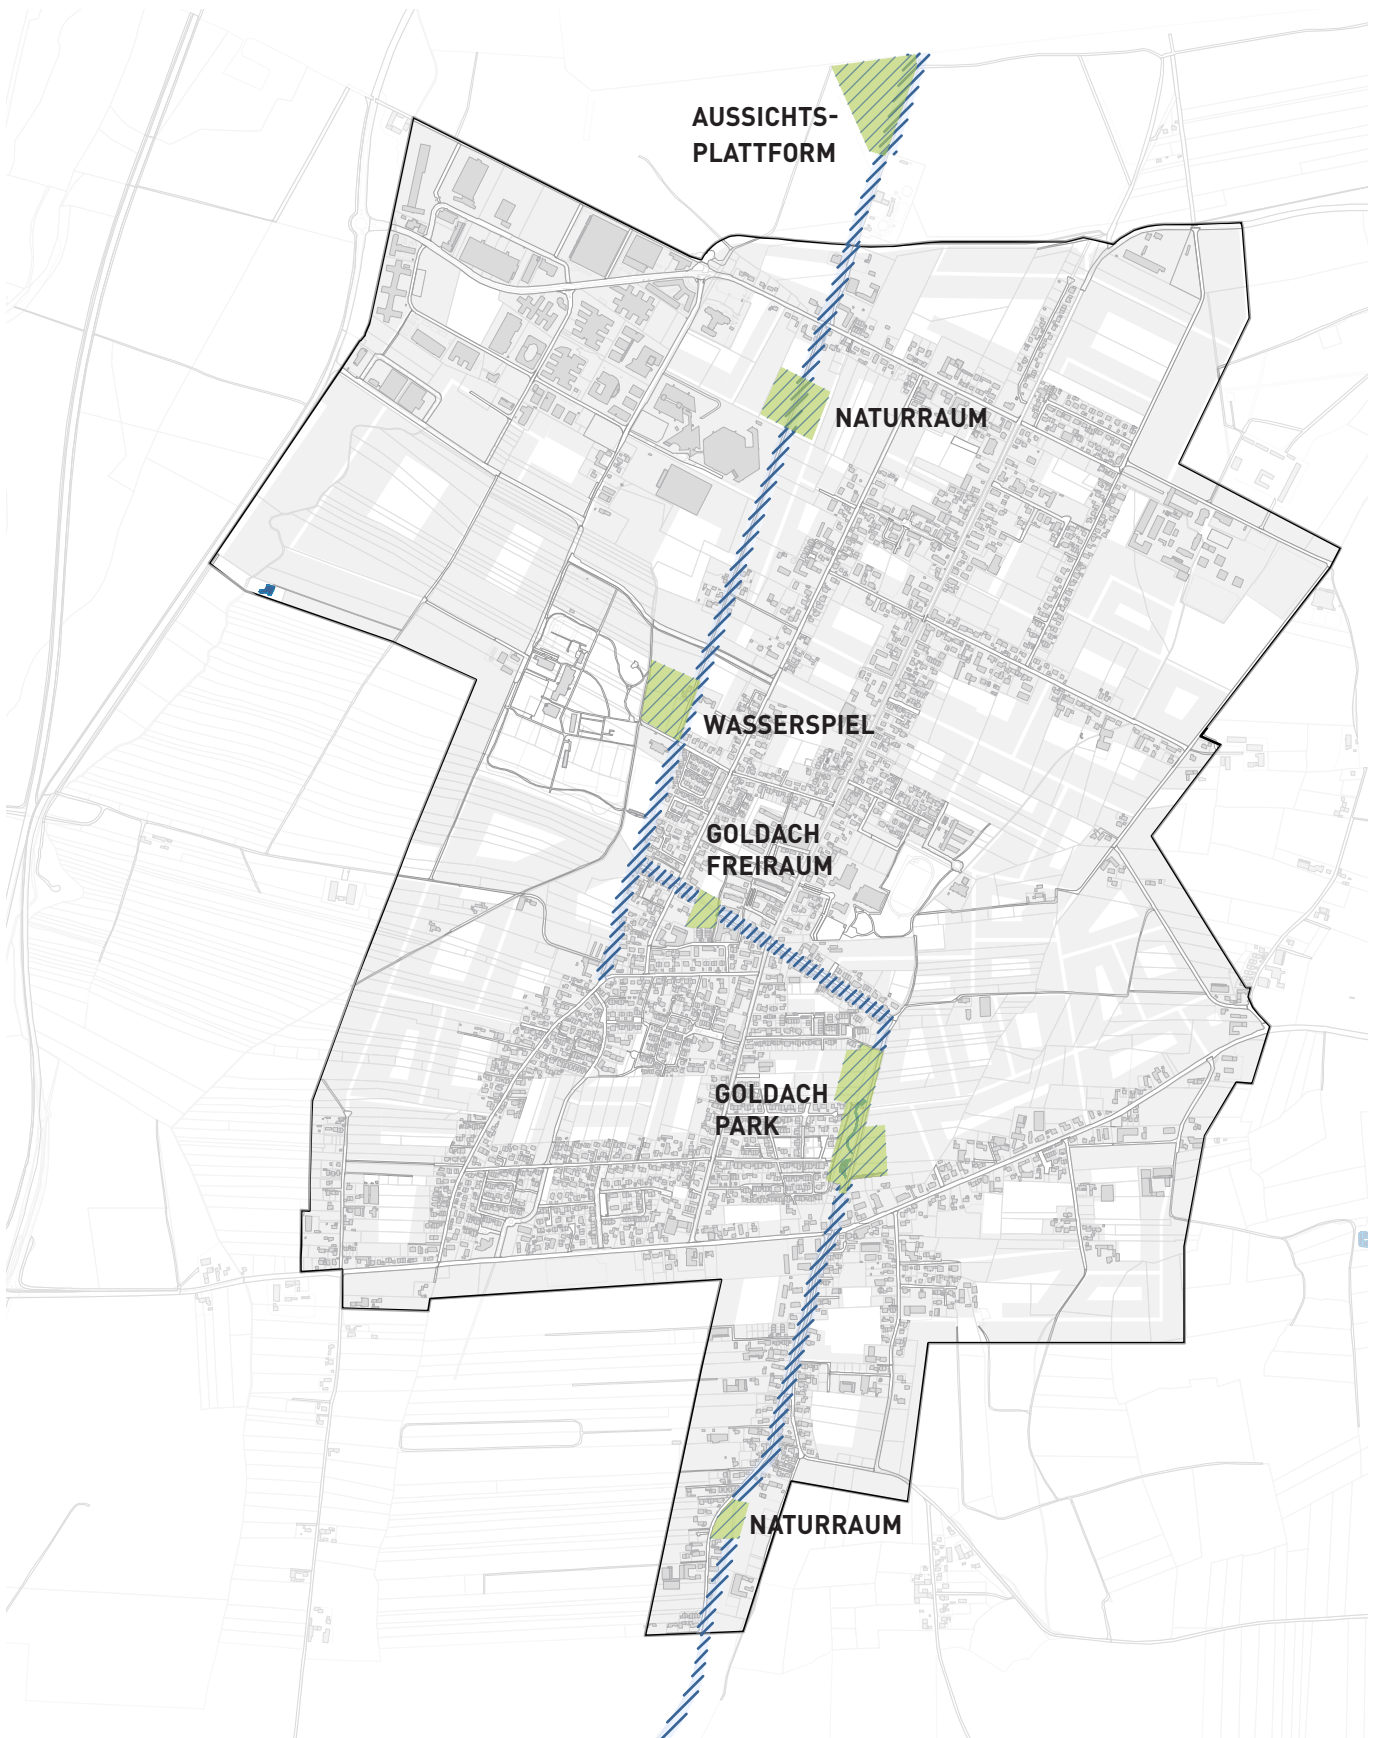 AUSSICHTS-
PLATTFORM
NATURRAUM
WASSERSPIEL
GOLDACH
FREIRAUM
GOLDACH
PARK
NATURRAUM